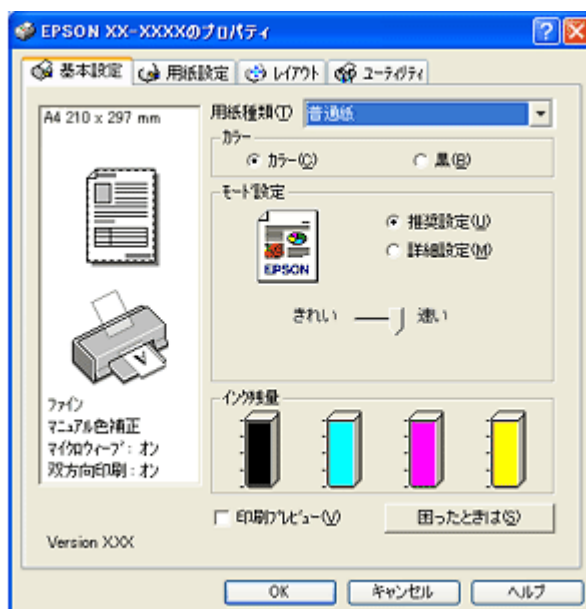 EPSON XX-XXXXのプロパティ
基本設定 用紙設定 レイアウト ユーティリティ
A4 210 x 297 mm
用紙種類(T) 普通紙
カラー
カラー(C) 黒(B)
モード設定
推奨設定(U)
詳細設定(M)
EPSON
きれい 速い
A
ファイン
マニュアル色補正
マイクロウィーブ : オン
双方向印刷 : オン
インク残量
印刷プレビュー(V) 困ったときは(S)
Version XXX
OK キャンセル ヘルプ